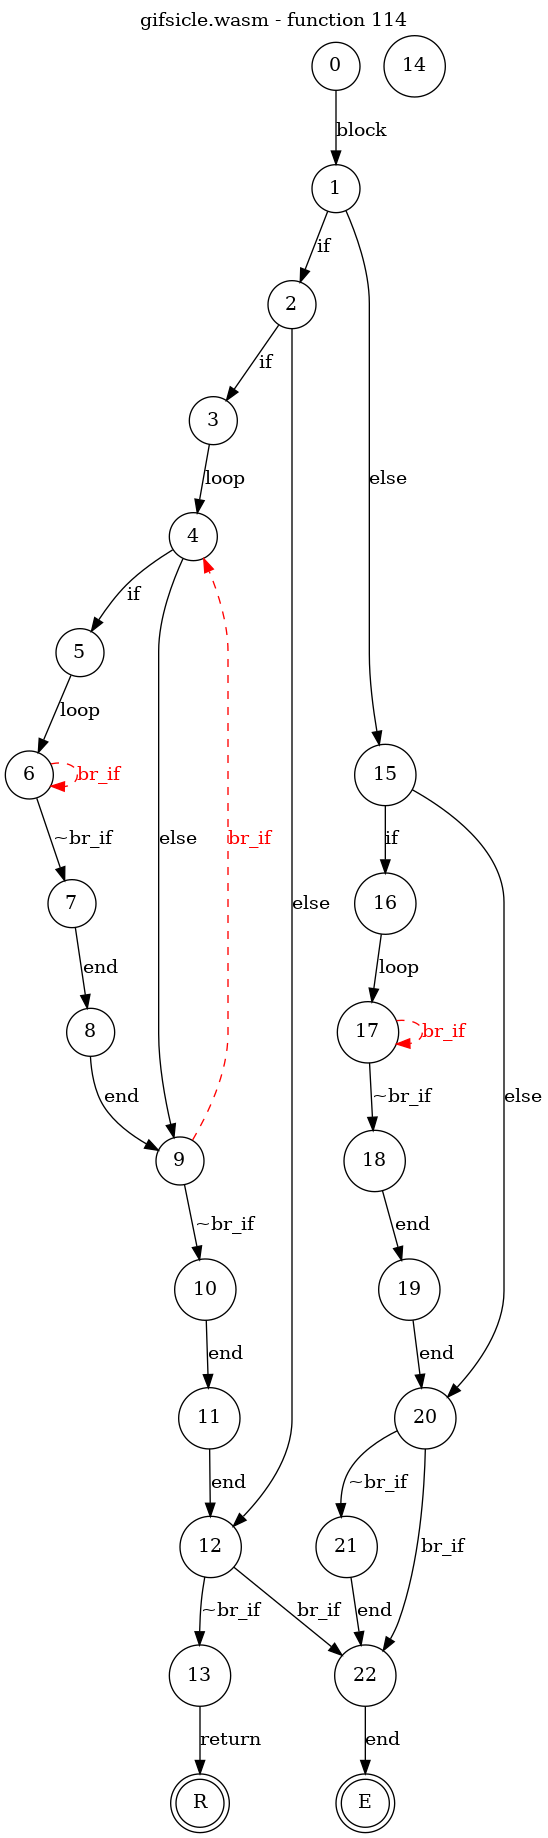 gifsicle.wasm - function 114
0 14
block
1
if
2
if
else
3
loop
4
if
5
loop
15
6 br_if
~br_if else br_if if
else
7 16
end loop
8 17 br_if
end ~br_if else
9 18
~br_if end
10 19
end end
11 20
end ~br_if
12 21 br_if
~br_if br_if end
13 22
return end
R E